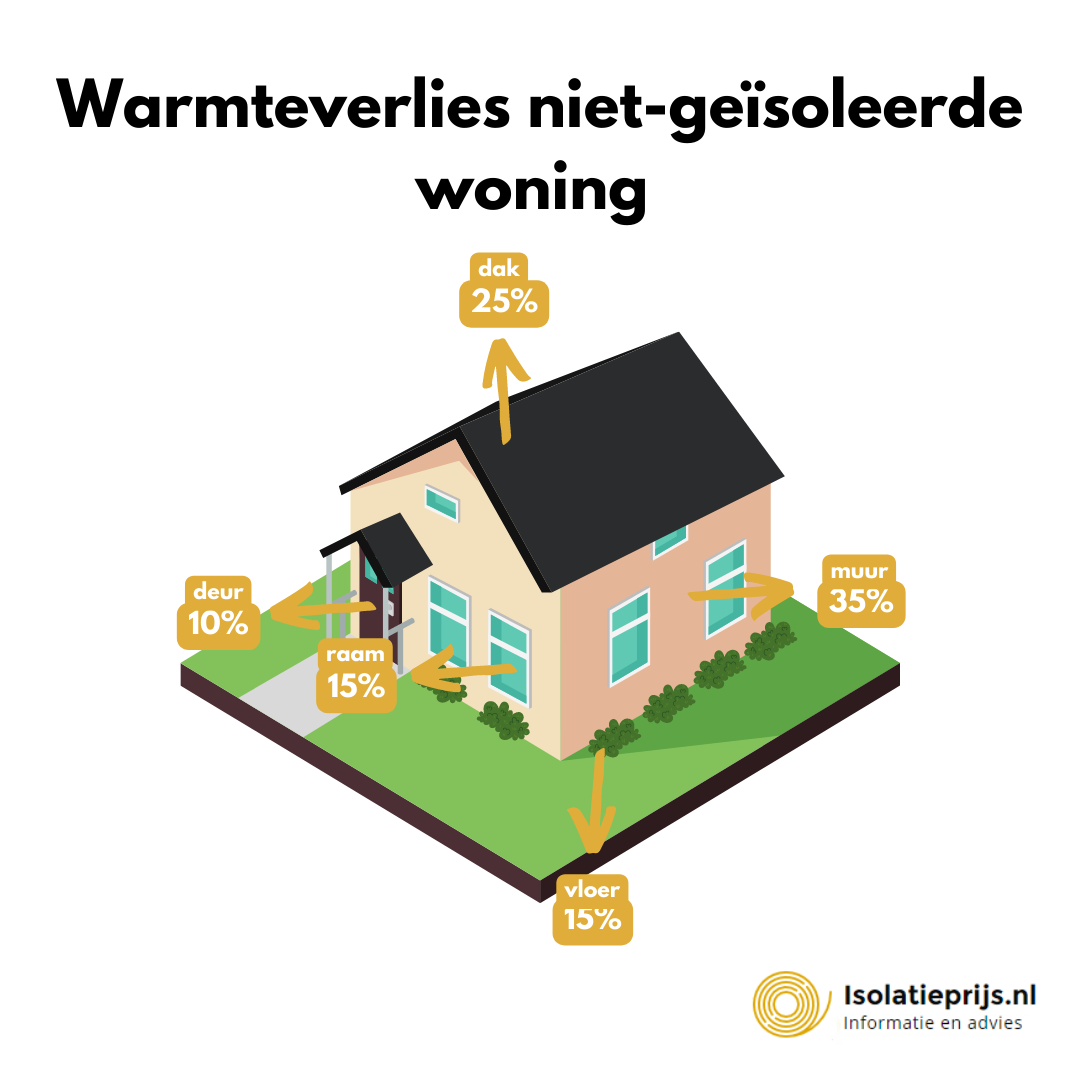 Warmteverlies niet-geïsoleerde
woning
dak
25%
deur
10%
muur
35%
raam
15%
vloer
15%
Isolatieprijs.nl
Informatie en advies